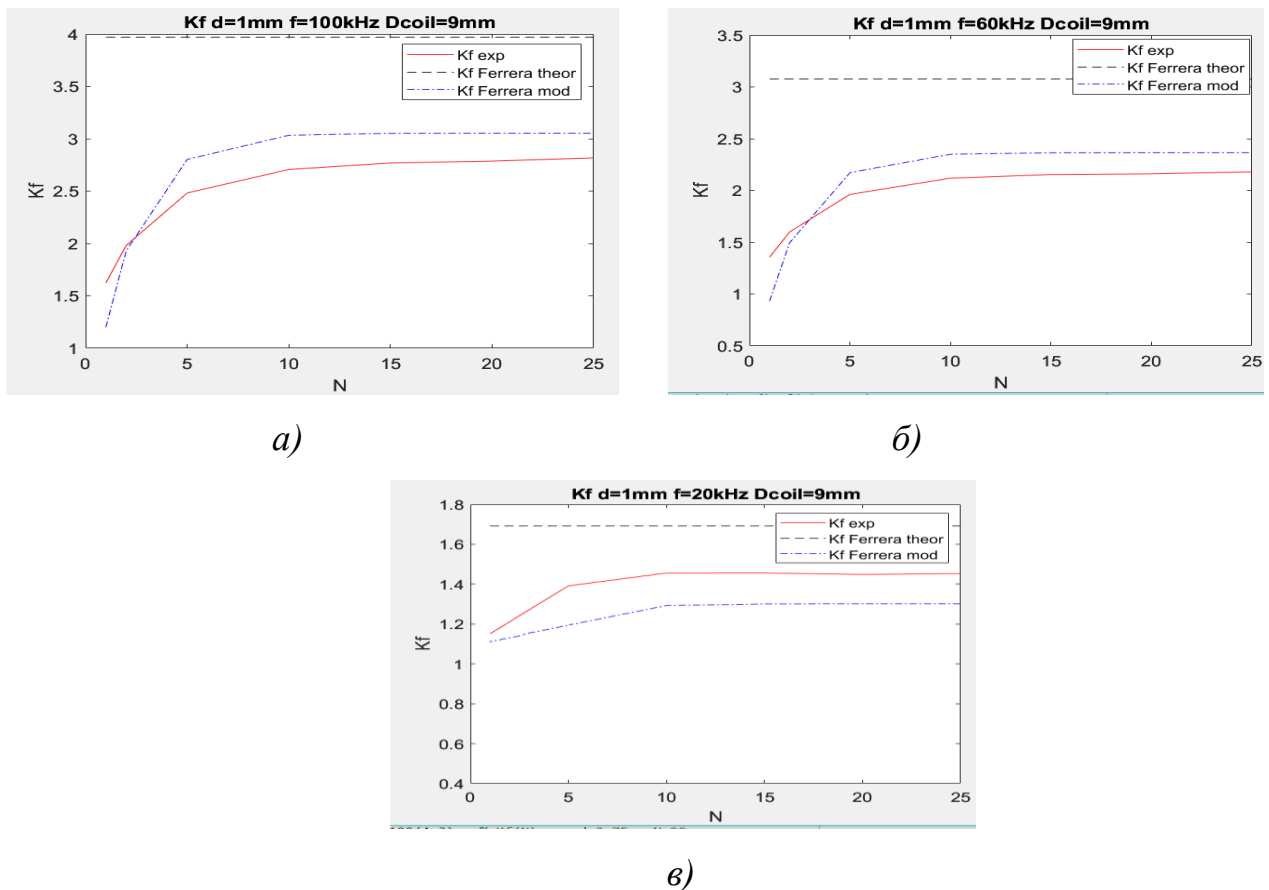 Kf d=1mm f=100kHz Dcoil=9mm
4
3.5
3
2.5
2
1.5
1
Kf
Kf exp
Kf Ferrera theor
Kf Ferrera mod
0 5 10 15 20 25
N
а)
Kf d=1mm f=60kHz Dcoil=9mm
3.5
3
2.5
2
1.5
1
0.5
Kf
Kf exp
Kf Ferrera theor
Kf Ferrera mod
0 5 10 15 20 25
N
б)
Kf d=1mm f=20kHz Dcoil=9mm
1.8
1.6
1.4
1.2
1
0.8
0.6
0.4
Kf
Kf exp
Kf Ferrera theor
Kf Ferrera mod
0 5 10 15 20 25
N
в)